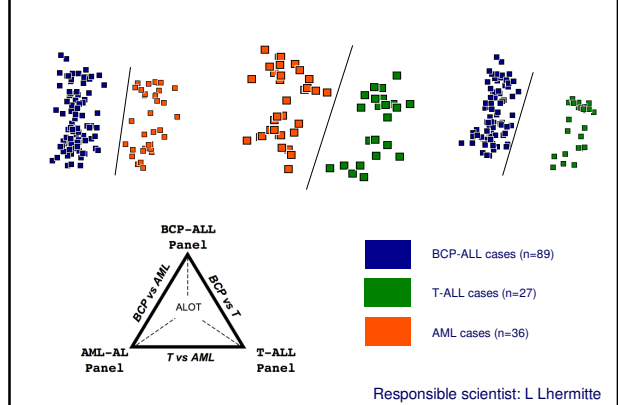 BCP-ALL
Panel
BCP vs AML
BCP vs T
ALOT
AML-AL
Panel
T vs AML
T-ALL
Panel
BCP-ALL cases (n=89)
T-ALL cases (n=27)
AML cases (n=36)
Responsible scientist: L Lhermitte